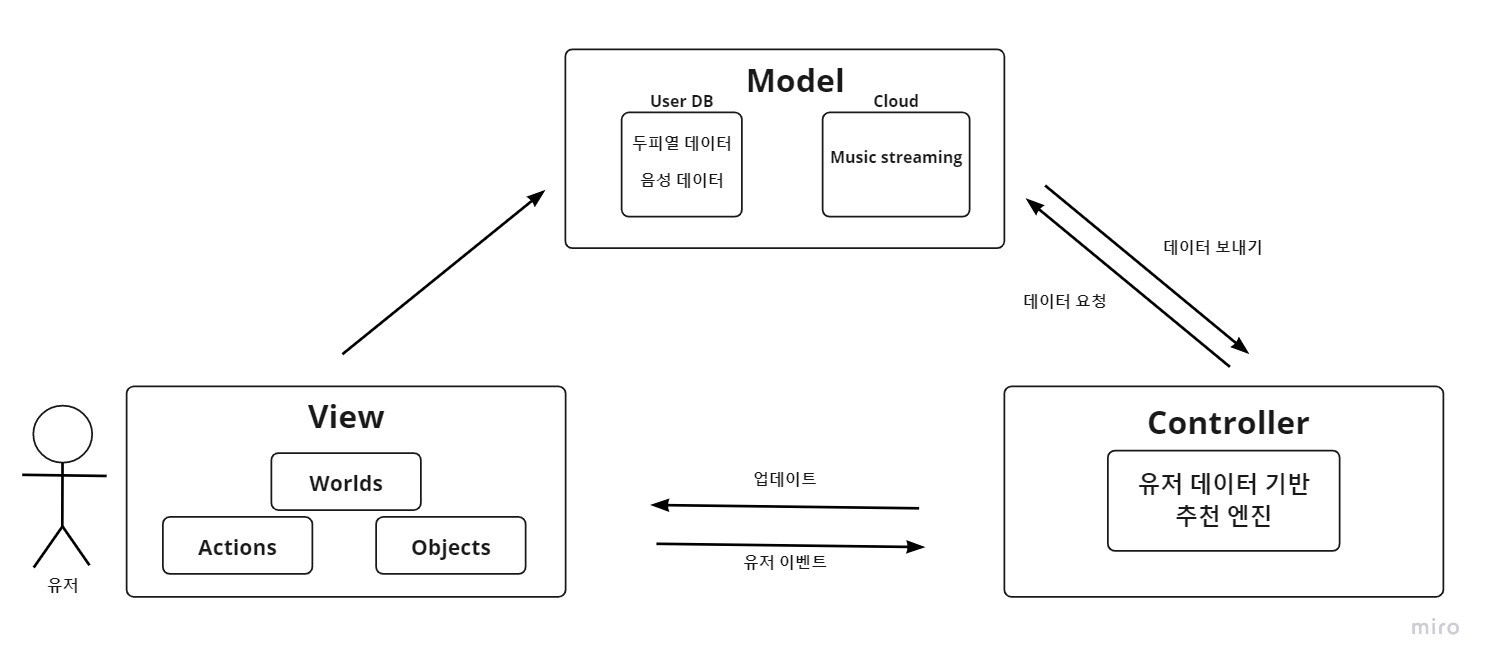 Model
User DB
Cloud
두피열 데이터
음성 데이터
Music streaming
데이터 보내기
데이터 요청
View
Worlds
Actions
Objects
유저
업데이트
유저 이벤트
Controller
유저 데이터 기반
추천 엔진
miro